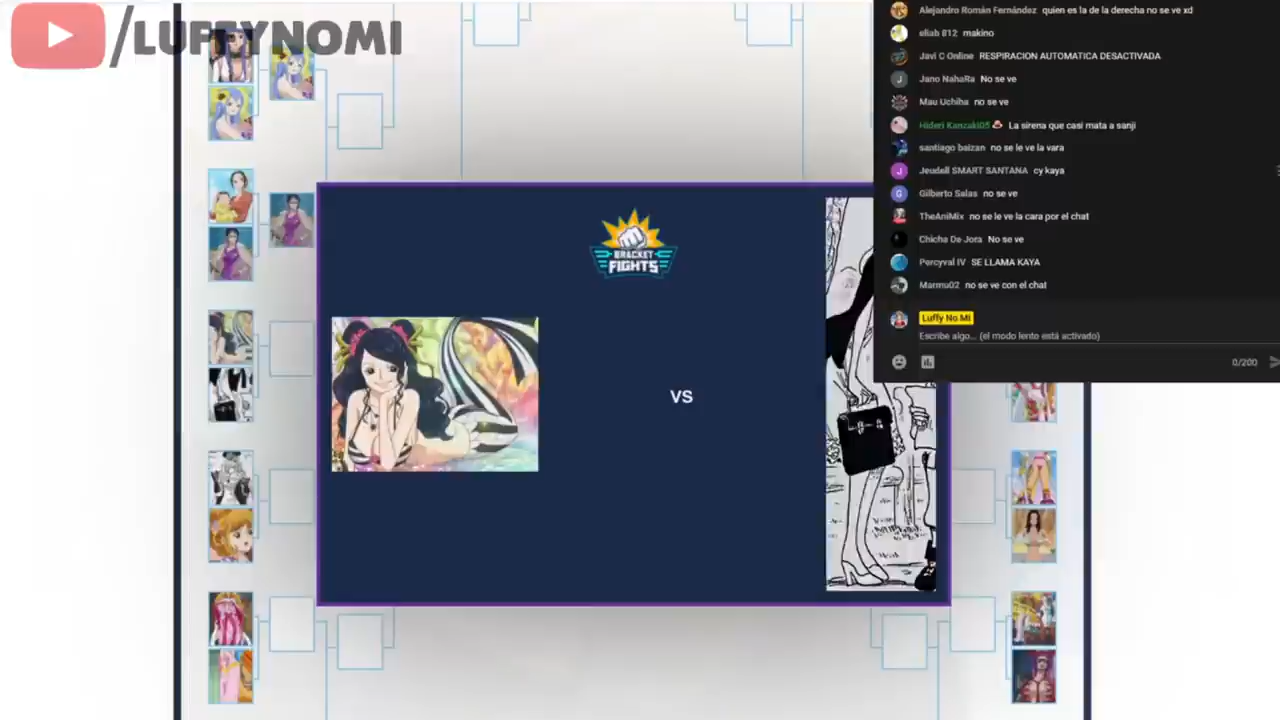 /LUFFYNOMI
Alejandro Román Fernández quien es la de la derecha no se ve xd
eliab 812 makino
Javi C Online RESPIRACION AUTOMATICA DESACTIVADA
J Jano NahaRa No se ve
Mau Uchiha no se ve
Hideri Kanzaki05 La sirena que casi mata a sanji
santiago baizan no se le ve la vara
J Jeudall SMART SANTANA cy kaya
G Gilberto Salas no se ve
TheAniMix no se le ve la cara por el chat
Chicha De Jora No se ve
Percyval IV SE LLAMA KAYA
Marmu02 no se ve con el chat
Luffy No Mi
Escribe algo... (el modo lento está activado)
0/200
BRACKET
FIGHTS
VS